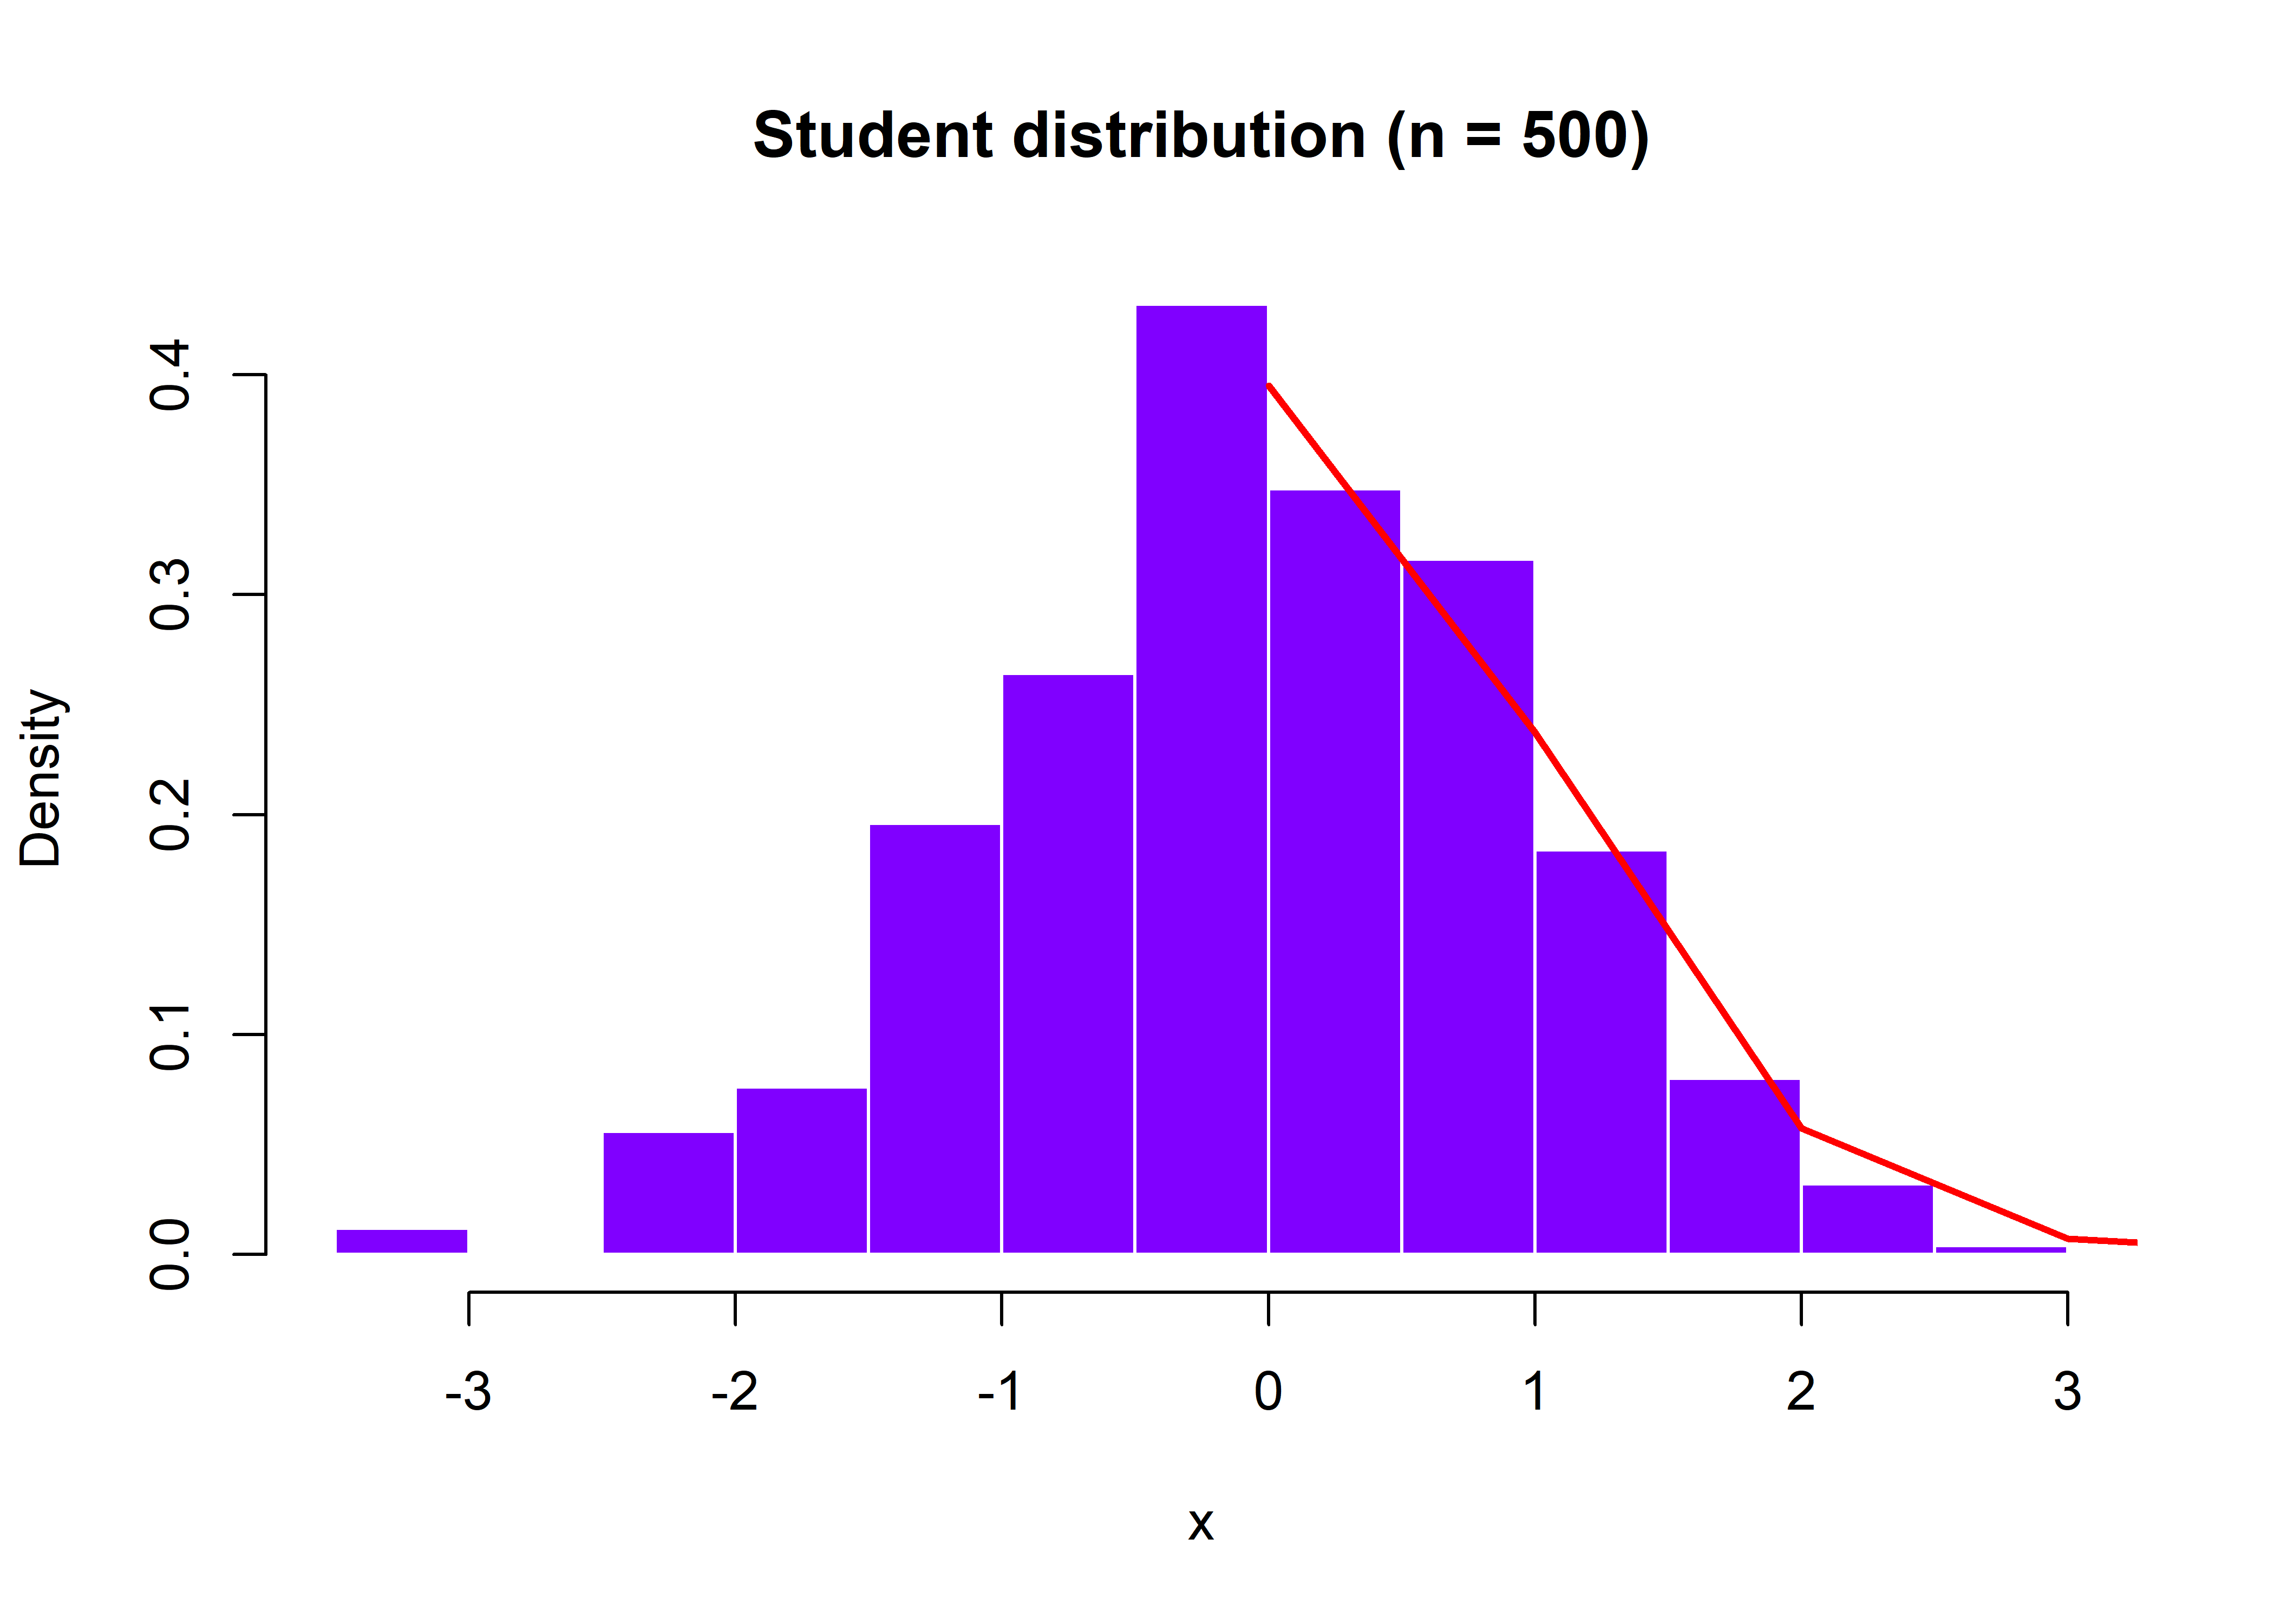 Student distribution (n = 500)
Density
0.4
0.3
0.2
0.1
0.0
-3 -2 -1 0 1 2 3
x